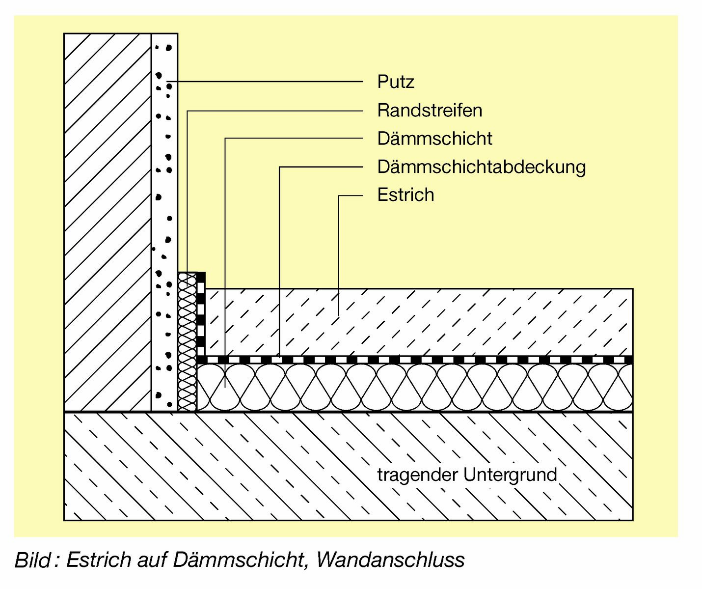 Putz
Randstreifen
Dämmschicht
Dämmschichtabdeckung
Estrich
tragender Untergrund
Bild: Estrich auf Dämmschicht, Wandanschluss